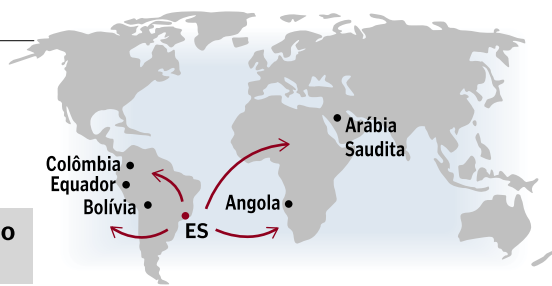 Arábia
Saudita
Colômbia
Equador
Bolívia
Angola
ES
o